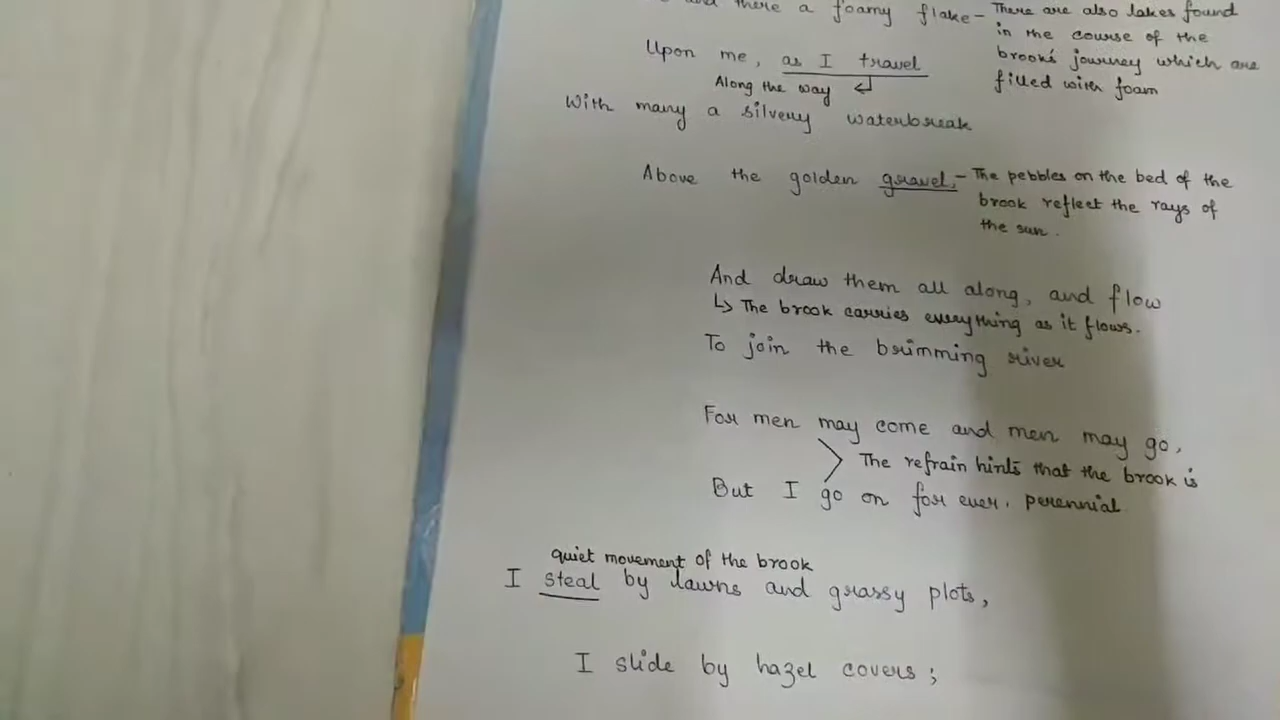 and there a foamy flake - There are also lakes found
in the course of the
Upon me, as I travel
brook's journey which are
Along the way
filled with foam
With many a silvery waterbreak
Above the golden gravel, - The pebbles on the bed of the
brook reflect the rays of
the sun.
And draw them all along, and flow
↳ The brook carries everything as it flows.
To join the brimming river
For men may come and men may go,
The refrain hints that the brook is
But I go on for ever. perennial
quiet movement of the brook
I steal by lawns and grassy plots,
I slide by hazel covers;